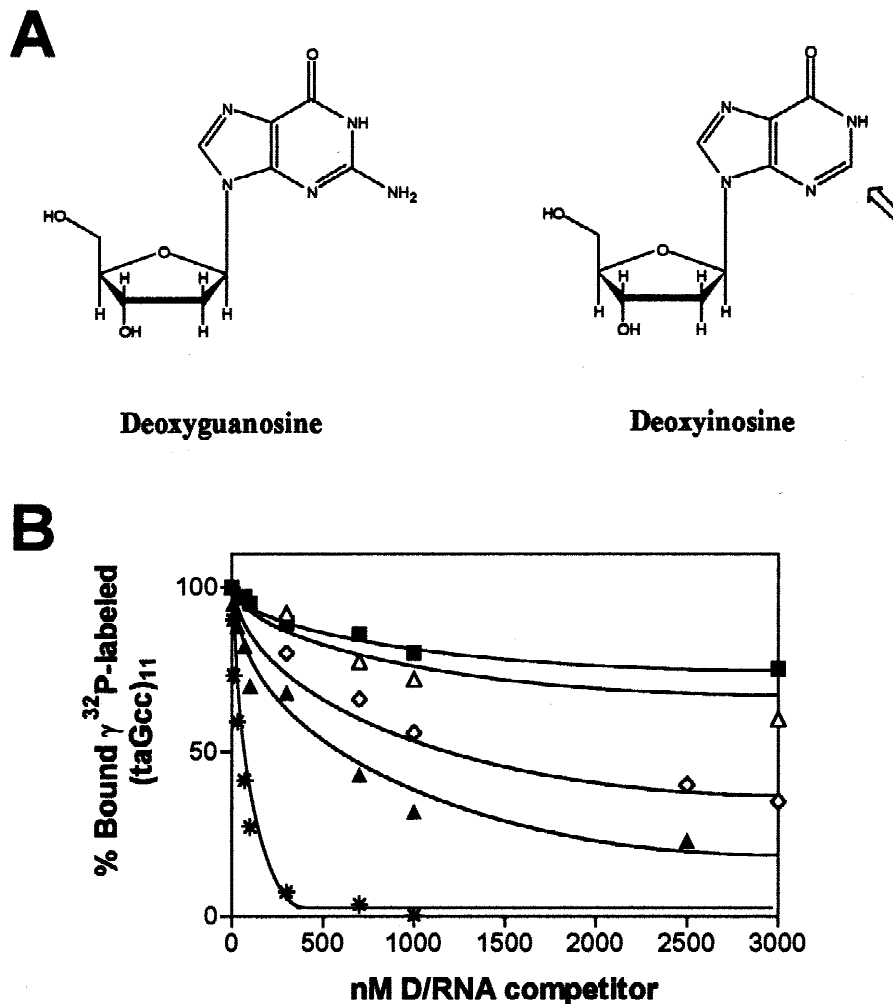 A
O
O
N
NH
N
NH
N
N
NH₂
N
N
HO
HO
O
O
H
H
H
H
H
H
H
H
OH
H
OH
H
Deoxyguanosine
Deoxyinosine
B
% Bound γ ³²P-labeled
(taGcc)₁₁
100
50
0
0
500
1000
1500
2000
2500
3000
nM D/RNA competitor